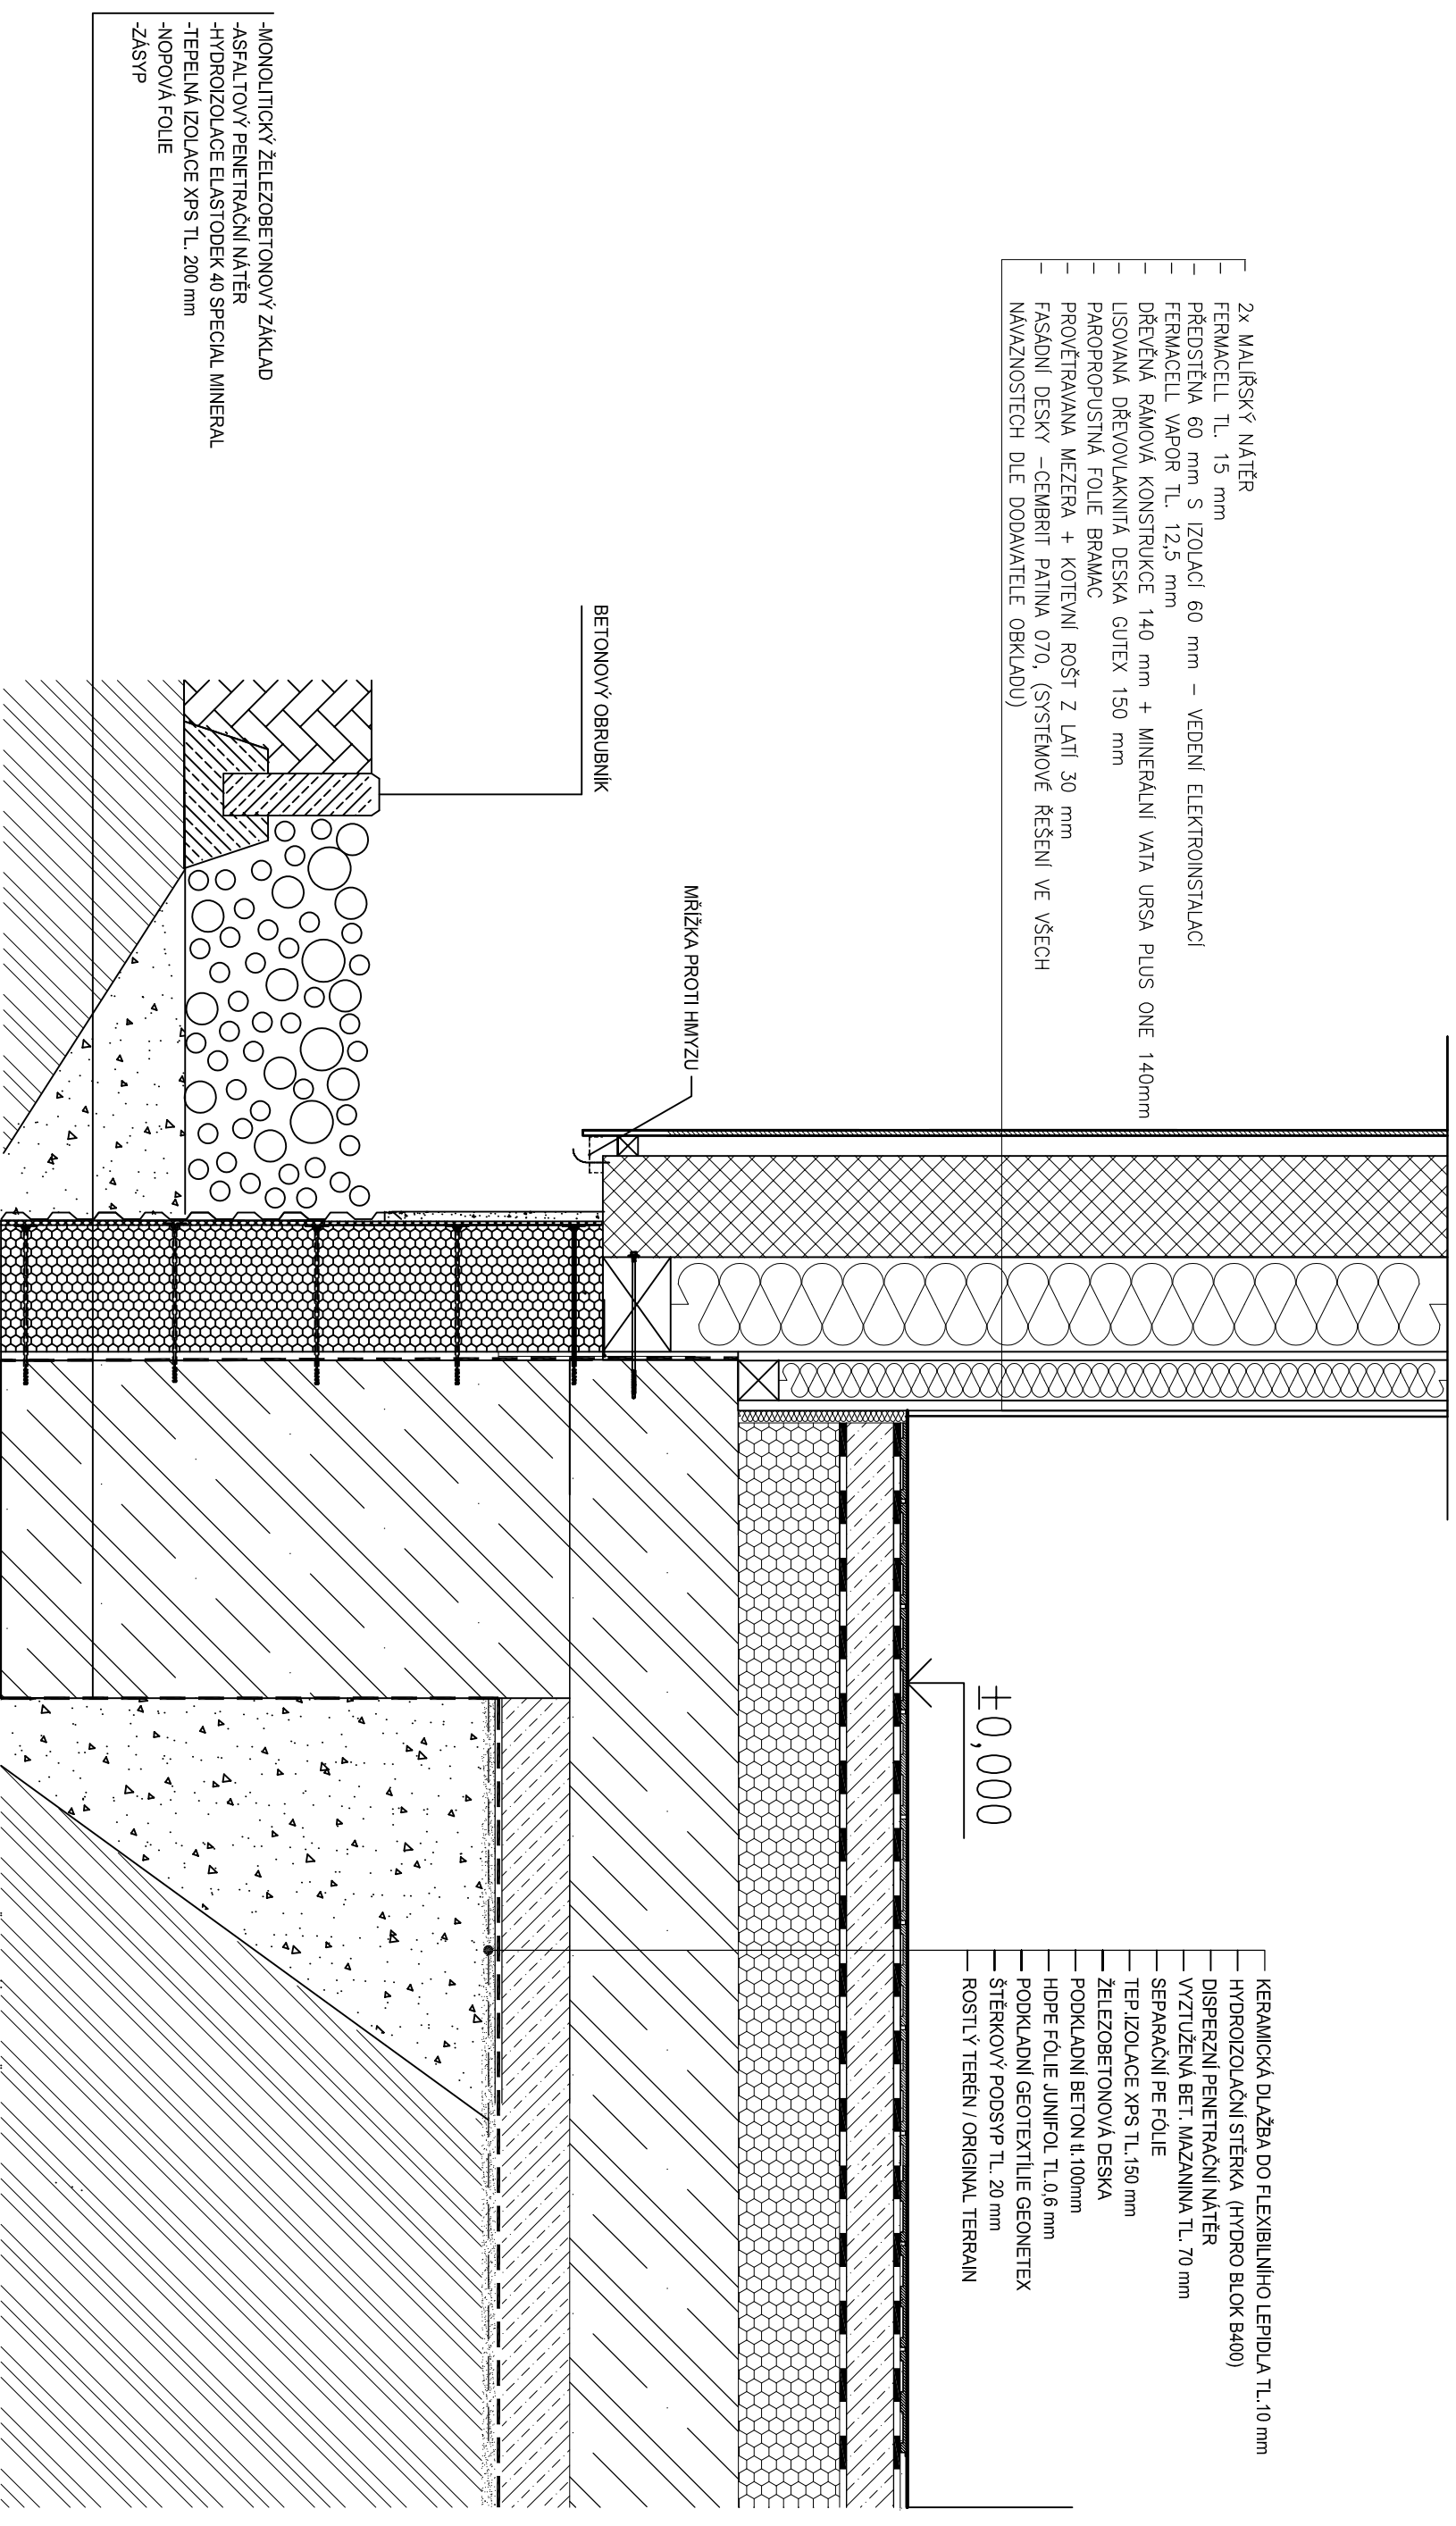 2x MALÍŘSKÝ NÁTĚR
- FERMACELL TL. 15 mm
- PŘEDSTĚNA 60 mm S IZOLACÍ 60 mm - VEDENÍ ELEKTROINSTALACÍ
- FERMACELL VAPOR TL. 12,5 mm
- DŘEVĚNÁ RÁMOVÁ KONSTRUKCE 140 mm + MINERÁLNÍ VATA URSA PLUS ONE 140mm
- LISOVANÁ DŘEVOVLAKNITÁ DESKA GUTEX 150 mm
- PAROPROPUSTNÁ FOLIE BRAMAC
- PROVĚTRAVANA MEZERA + KOTEVNÍ ROŠT Z LATÍ 30 mm
- FASÁDNÍ DESKY -CEMBRIT PATINA 070, (SYSTÉMOVÉ ŘEŠENÍ VE VŠECH
NÁVAZNOSTECH DLE DODAVATELE OBKLADU)
KERAMICKÁ DLAŽBA DO FLEXIBILNÍHO LEPIDLA TL.10 mm
HYDROIZOLAČNÍ STĚRKA (HYDRO BLOK B400)
DISPERZNÍ PENETRAČNÍ NÁTĚR
VYZTUŽENÁ BET. MAZANINA TL. 70 mm
SEPARAČNÍ PE FÓLIE
TEP.IZOLACE XPS TL.150 mm
ŽELEZOBETONOVÁ DESKA
PODKLADNÍ BETON tl.100mm
HDPE FÓLIE JUNIFOL TL.0,6 mm
PODKLADNÍ GEOTEXTÍLIE GEONETEX
ŠTĚRKOVÝ PODSYP TL. 20 mm
ROSTLÝ TERÉN / ORIGINAL TERRAIN
±0,000
MŘÍŽKA PROTI HMYZU
BETONOVÝ OBRUBNÍK
-MONOLITICKÝ ŽELEZOBETONOVÝ ZÁKLAD
-ASFALTOVÝ PENETRAČNÍ NÁTĚR
-HYDROIZOLACE ELASTODEK 40 SPECIAL MINERAL
-TEPELNÁ IZOLACE XPS TL. 200 mm
-NOPOVÁ FOLIE
-ZÁSYP